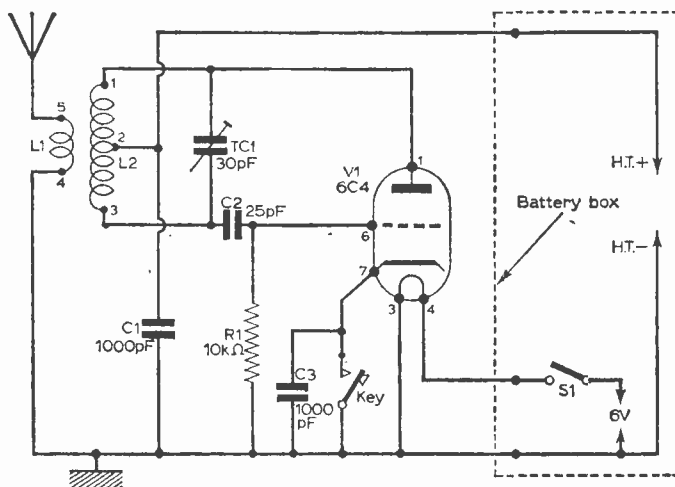 5
L1
4
1
2
L2
3
TC1
30pF
C2
25pF
V1
6C4
1
6
7
3
4
H.T.+
Battery box
H.T.-
C1
1000pF
R1
10kΩ
C3
1000
pF
Key
S1
6V